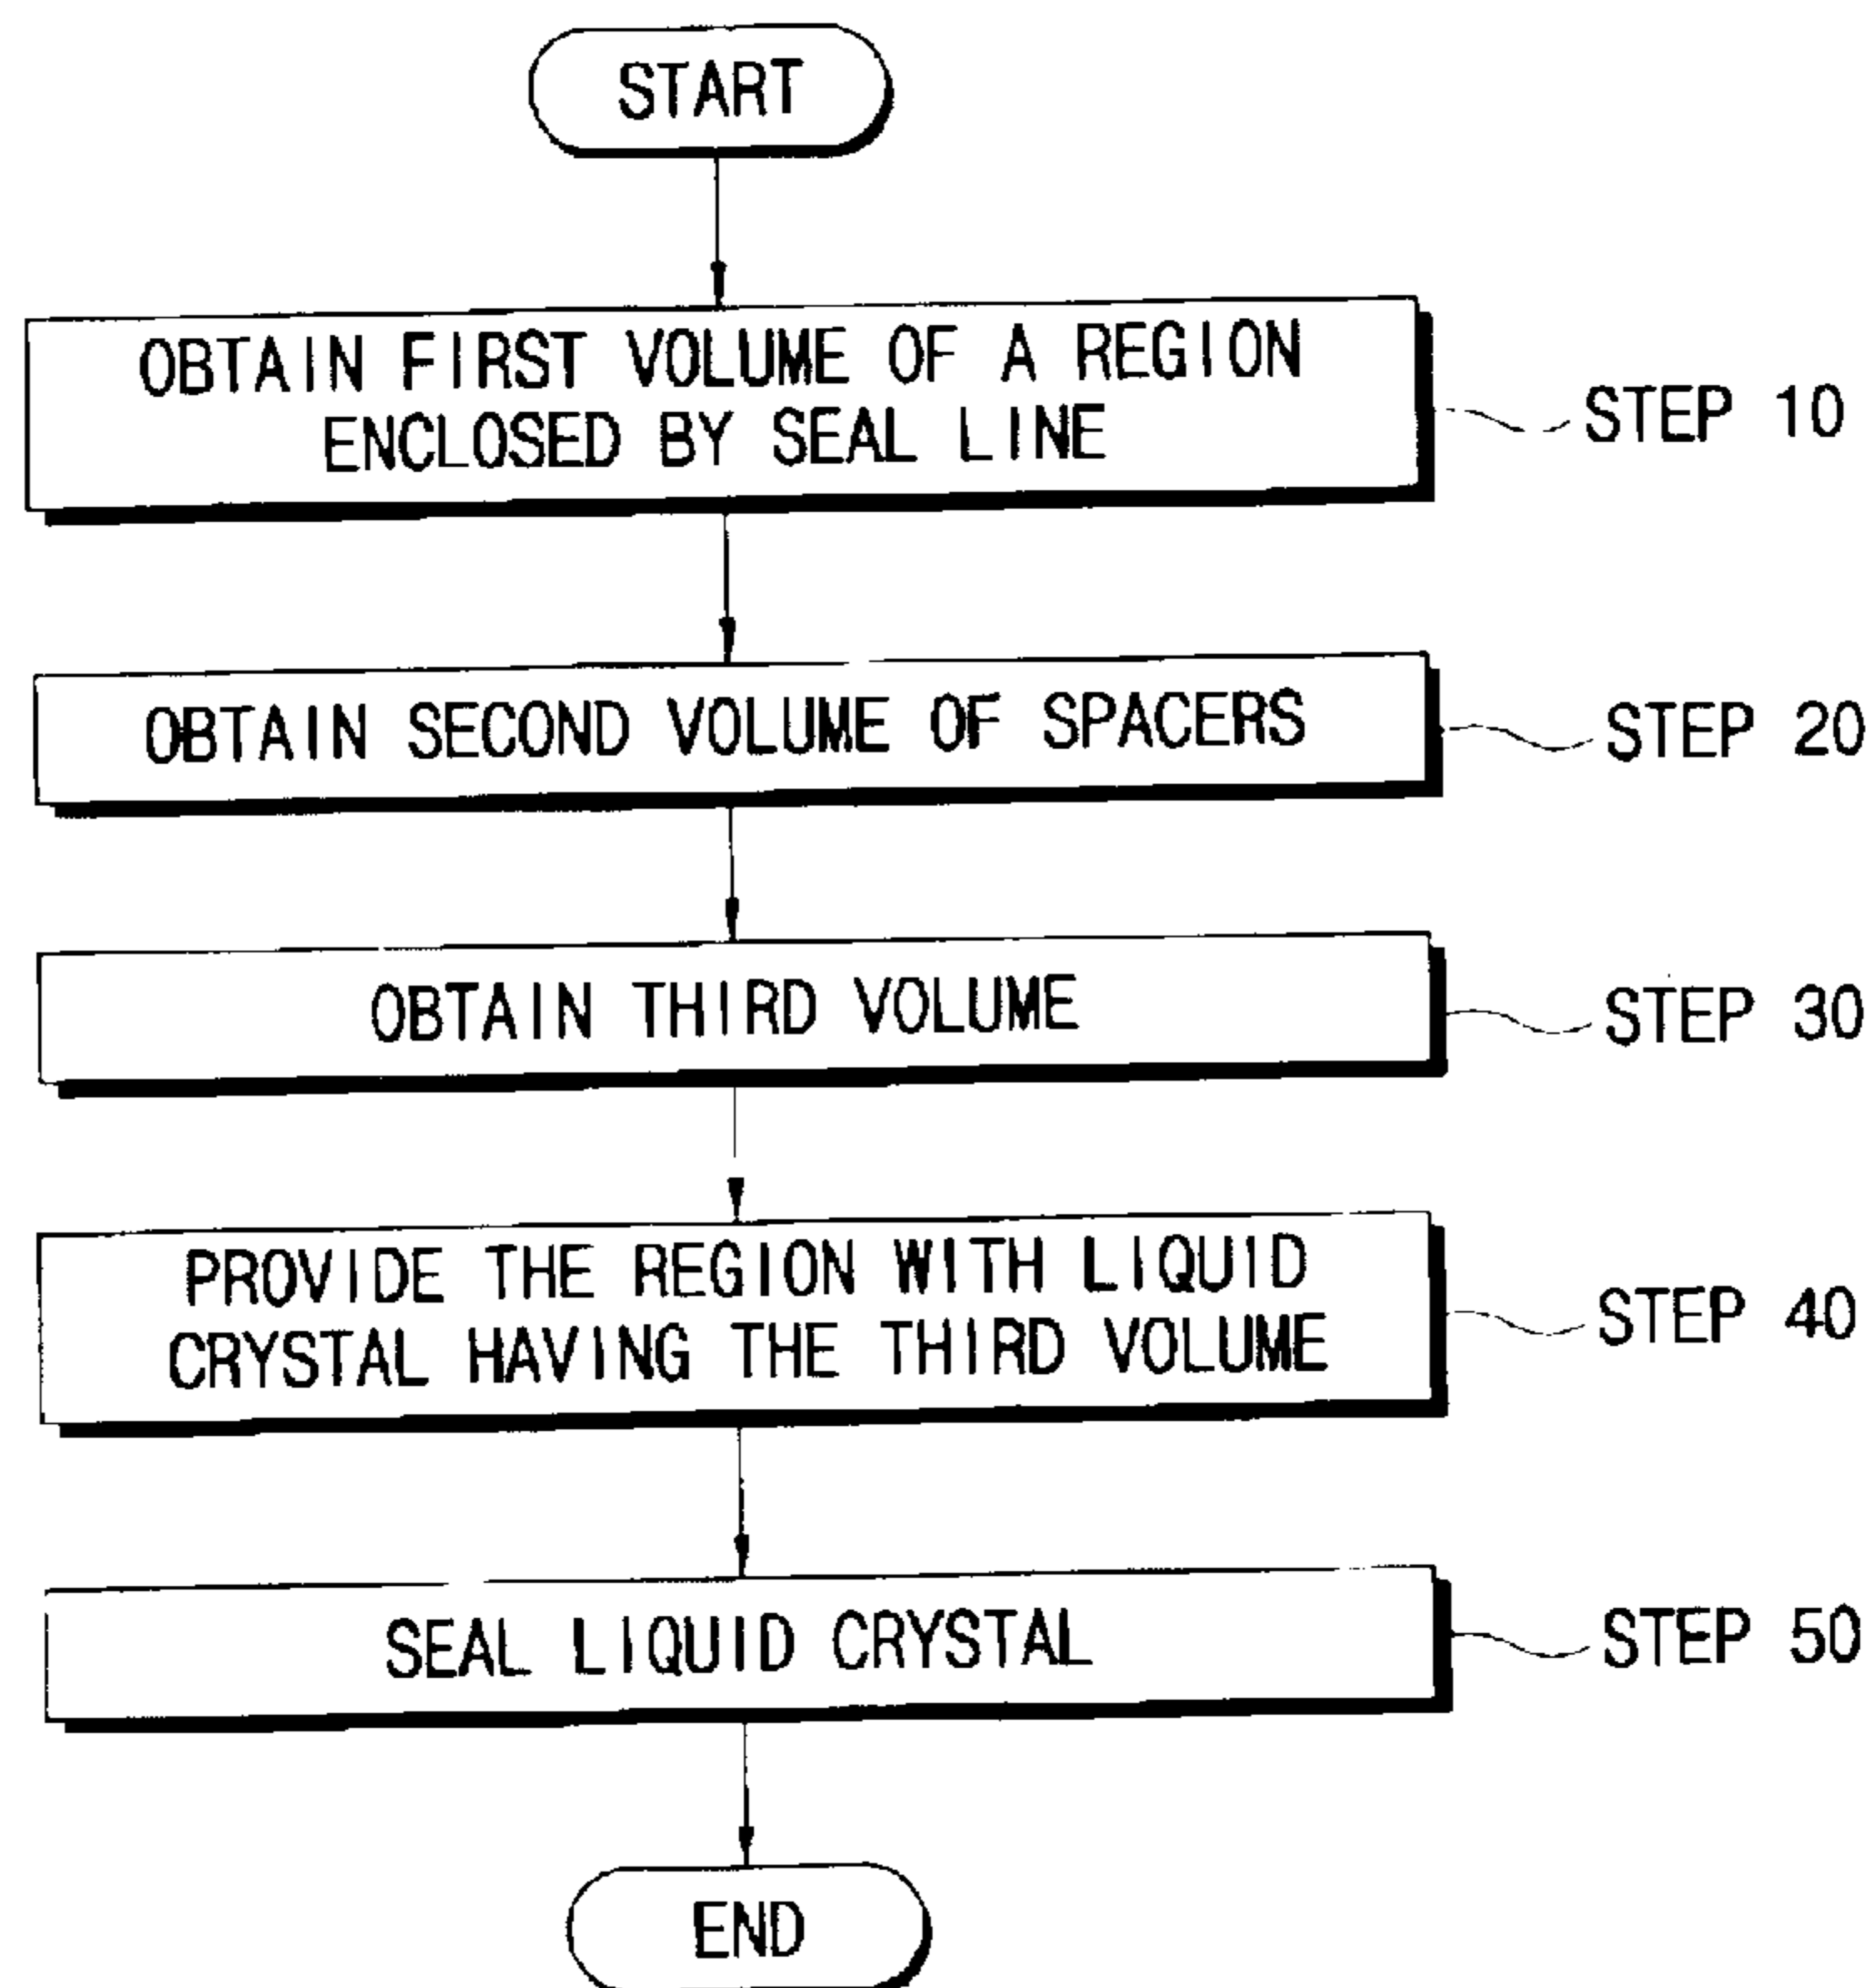 START
OBTAIN FIRST VOLUME OF A REGION
ENCLOSED BY SEAL LINE
STEP 10
OBTAIN SECOND VOLUME OF SPACERS
STEP 20
OBTAIN THIRD VOLUME
STEP 30
PROVIDE THE REGION WITH LIQUID
CRYSTAL HAVING THE THIRD VOLUME
STEP 40
SEAL LIQUID CRYSTAL
STEP 50
END